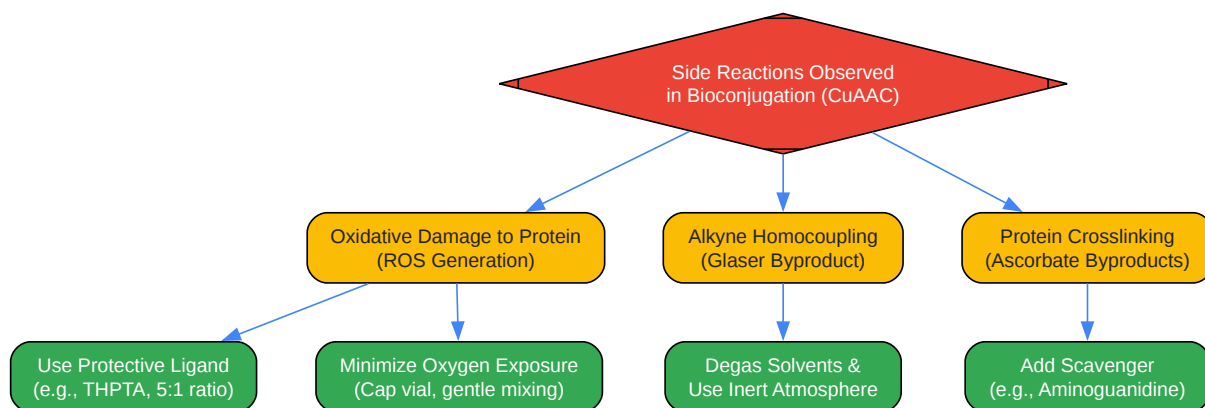 Side Reactions Observed
in Bioconjugation (CuAAC)
Oxidative Damage to Protein
(ROS Generation)
Alkyne Homocoupling
(Glaser Byproduct)
Protein Crosslinking
(Ascorbate Byproducts)
Use Protective Ligand
(e.g., THPTA, 5:1 ratio)
Minimize Oxygen Exposure
(Cap vial, gentle mixing)
Degas Solvents &
Use Inert Atmosphere
Add Scavenger
(e.g., Aminoguanidine)